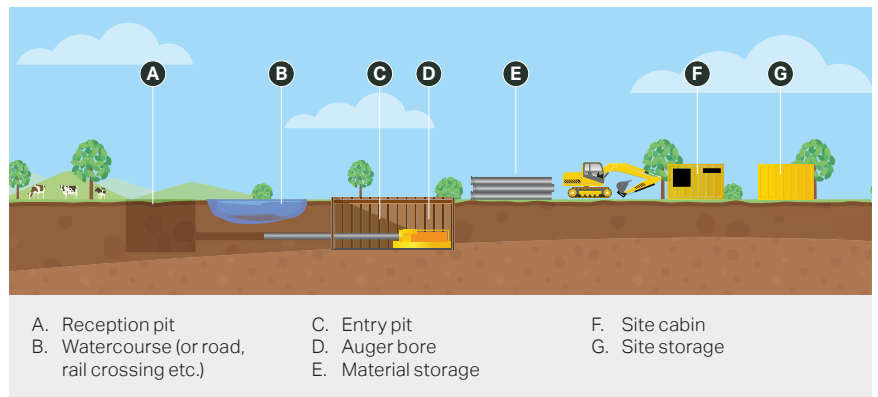 A
B
C
D
E
F
G
A. Reception pit
B. Watercourse (or road,
rail crossing etc.)
C. Entry pit
D. Auger bore
E. Material storage
F. Site cabin
G. Site storage